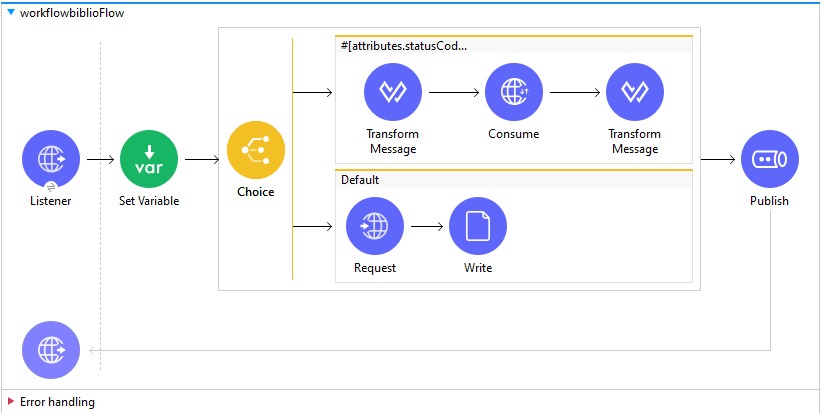 workflowbiblioFlow
#[attributes.statusCod...
Transform
Message
Consume
Transform
Message
Listener
var
Set Variable
Choice
Publish
Default
Request
Write
Error handling